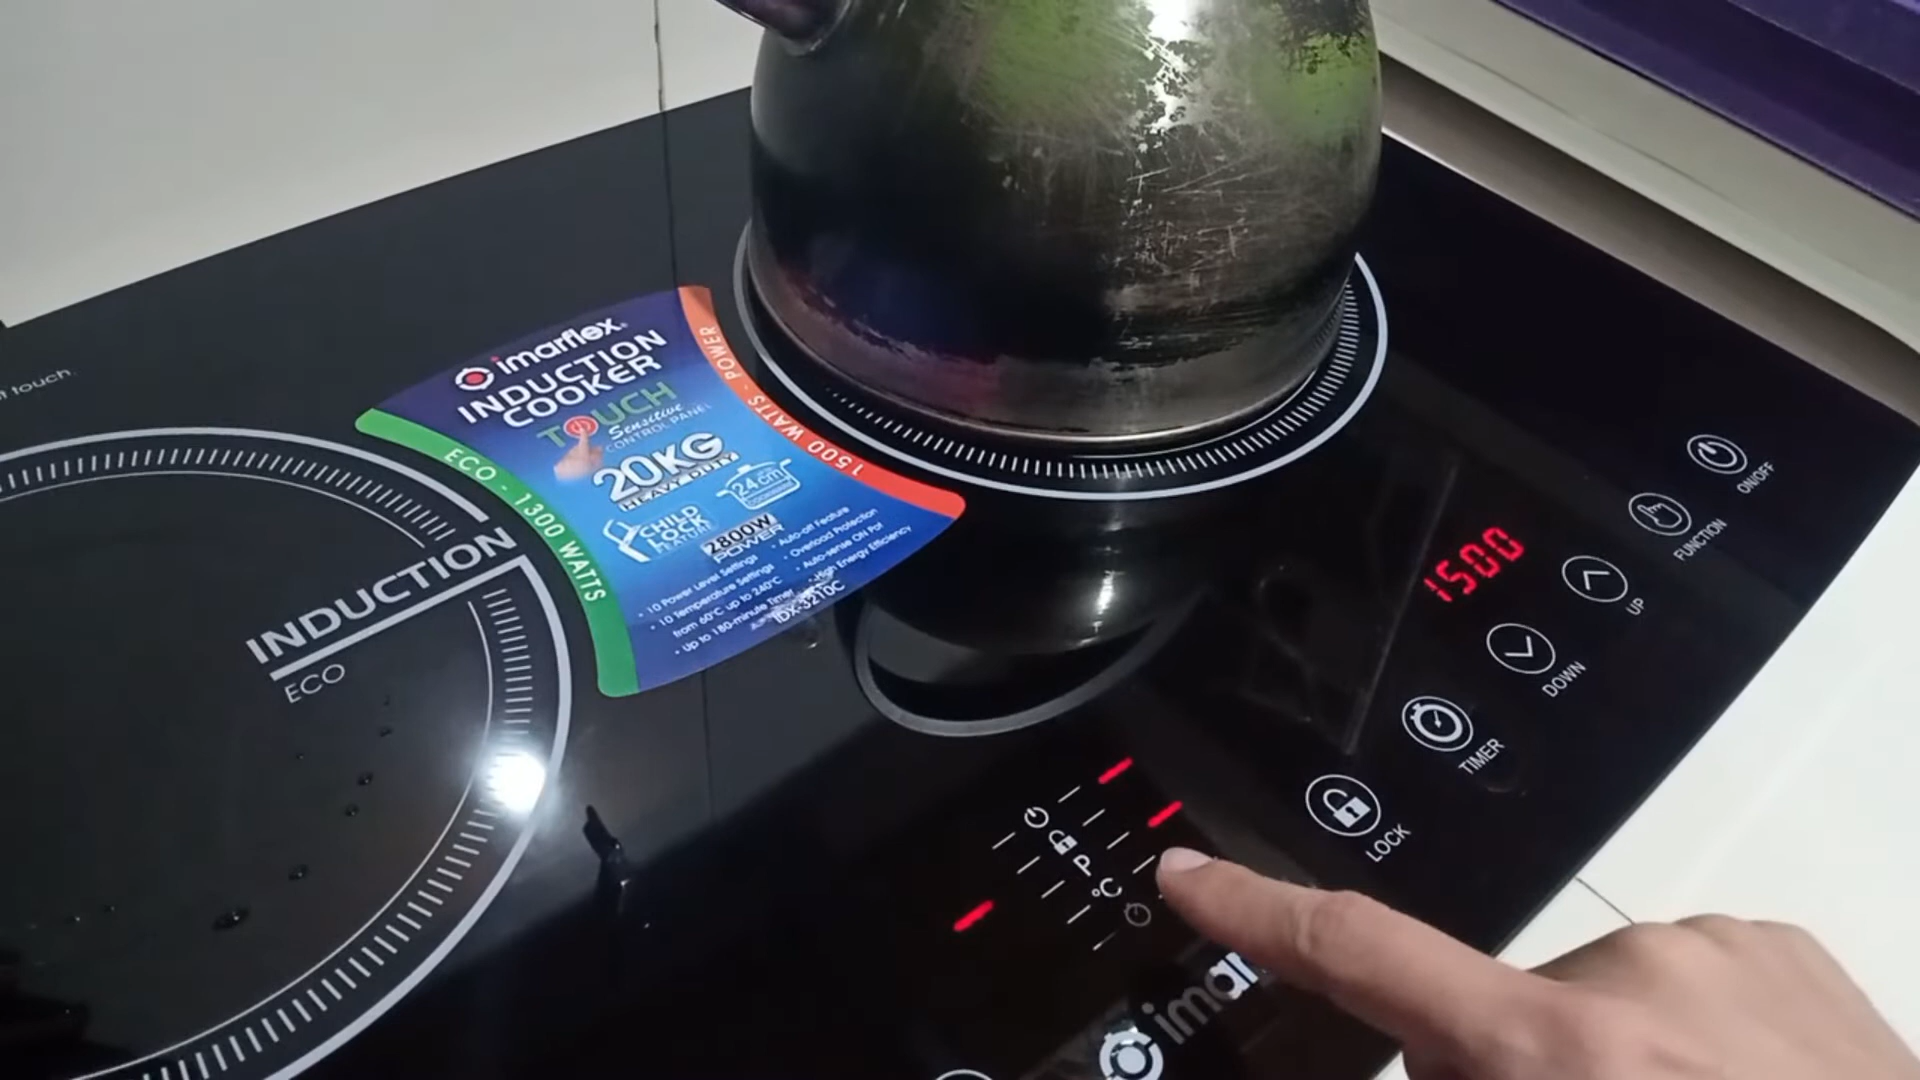 imarflex
INDUCTION
COOKER
TOUCH
Sensitive
CONTROL PANEL
20KG
HEAVY DUTY
24cm
CHILD
LOCK
FEATURE
2800W
POWER
• 10 Power Level Settings
• 10 Temperature Settings
from 60°C up to 240°C
• Up to 180-minute Timer
• Auto-off Feature
• Overload Protection
• Auto-sense ON Pot
• High Energy Efficiency
IDX-3210C
ECO - 1300 WATTS
1500 WATTS - POWER
touch.
INDUCTION
ECO
1500
ON/OFF
FUNCTION
UP
DOWN
TIMER
LOCK
P
°C
imar